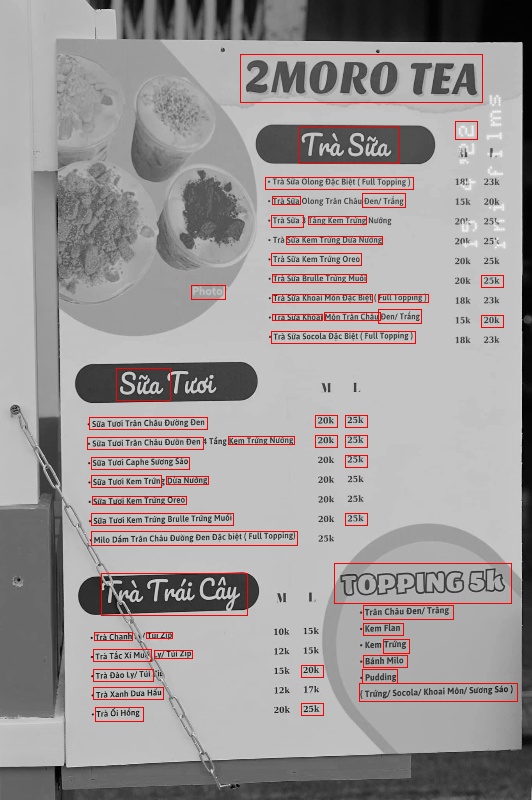 2MORO TEA
Trà Sữa
M L
• Trà Sữa Olong Đặc Biệt ( Full Topping ) 18k 23k
• Trà Sữa Olong Trân Châu Đen/ Trắng 15k 20k
• Trà Sữa 3 Tầng Kem Trứng Nướng 20k 25k
• Trà Sữa Kem Trứng Dừa Nướng 20k 25k
• Trà Sữa Kem Trứng Oreo 20k 25k
• Trà Sữa Brulle Trứng Muối 20k 25k
• Trà Sữa Khoai Môn Đặc Biệt ( Full Topping ) 18k 23k
• Trà Sữa Khoai Môn Trân Châu Đen/ Trắng 15k 20k
• Trà Sữa Socola Đặc Biệt ( Full Topping ) 18k 23k
Photo
Sữa Tươi
M L
• Sữa Tươi Trân Châu Đường Đen 20k 25k
• Sữa Tươi Trân Châu Đườn Đen 4 Tầng Kem Trứng Nướng 20k 25k
• Sữa Tươi Caphe Sương Sáo 20k 25k
• Sữa Tươi Kem Trứng Dừa Nướng 20k 25k
• Sữa Tươi Kem Trứng Oreo 20k 25k
• Sữa Tươi Kem Trứng Brulle Trứng Muối 20k 25k
• Milo Dầm Trân Châu Đường Đen Đặc biệt ( Full Topping) 25k
Trà Trái Cây
M L
• Trà Chanh Ly/ Túi Zip 10k 15k
• Trà Tắc Xí Muội Ly/ Túi Zip 12k 15k
• Trà Đào Ly/ Túi Zip 15k 20k
• Trà Xanh Dưa Hấu 12k 17k
• Trà Ổi Hồng 20k 25k
TOPPING 5k
• Trân Châu Đen/ Trắng
• Kem Flan
• Kem Trứng
• Bánh Milo
• Pudding
( Trứng/ Socola/ Khoai Môn/ Sương Sáo )